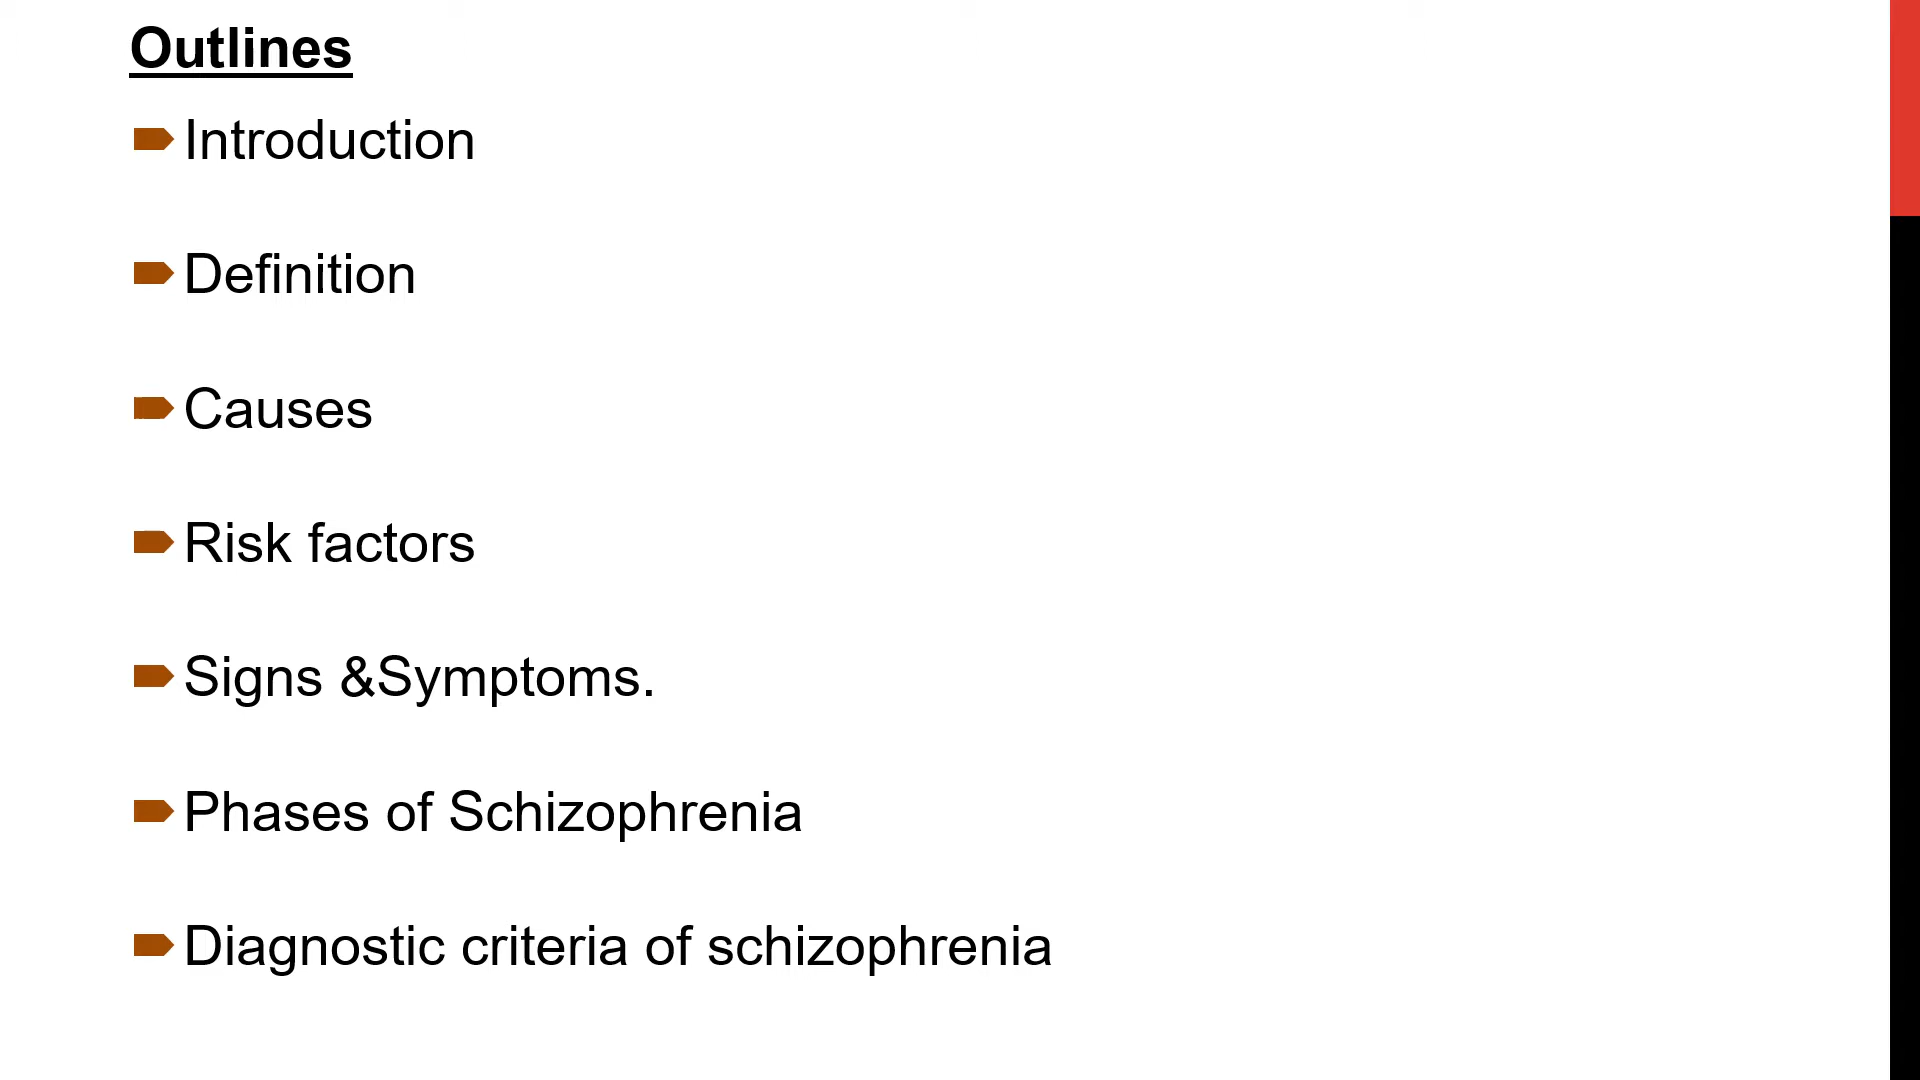 Outlines
Introduction
Definition
Causes
Risk factors
Signs &Symptoms.
Phases of Schizophrenia
Diagnostic criteria of schizophrenia